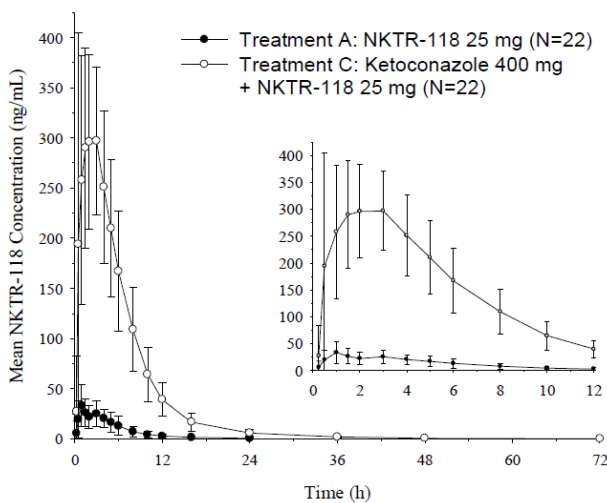 400
350
300
250
200
150
100
50
0
Mean NKTR-118 Concentration (ng/mL)
Treatment A: NKTR-118 25 mg (N=22)
Treatment C: Ketoconazole 400 mg
+ NKTR-118 25 mg (N=22)
400
350
300
250
200
150
100
50
0
0 2 4 6 8 10 12
0 12 24 36 48 60 72
Time (h)